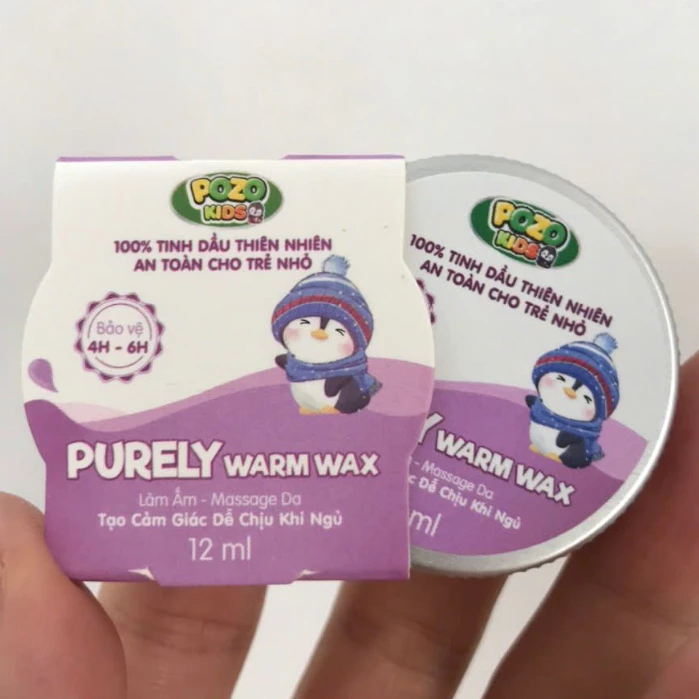 POZO
KIDS
100% TINH DẦU THIÊN NHIÊN
AN TOÀN CHO TRẺ NHỎ
Bảo vệ
4H - 6H
PURELY WARM WAX
Làm Ấm - Massage Da
Tạo Cảm Giác Dễ Chịu Khi Ngủ
12 ml
POZO
KIDS
100% TINH DẦU THIÊN NHIÊN
AN TOÀN CHO TRẺ NHỎ
Y WARM WAX
- Massage Da
c Dễ Chịu Khi Ngủ
ml